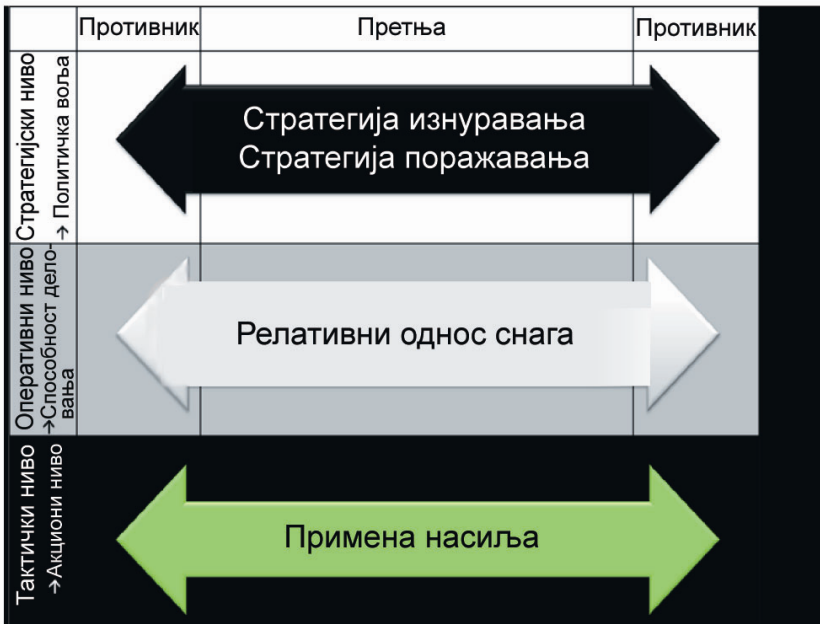 Противник
Претња
Противник
Стратегијски ниво
→ Политичка воља
Стратегија изнуравања
Стратегија поражавања
Оперативни ниво
→Способност дело-
вања
Релативни однос снага
Тактички ниво
→Акциони ниво
Примена насиља